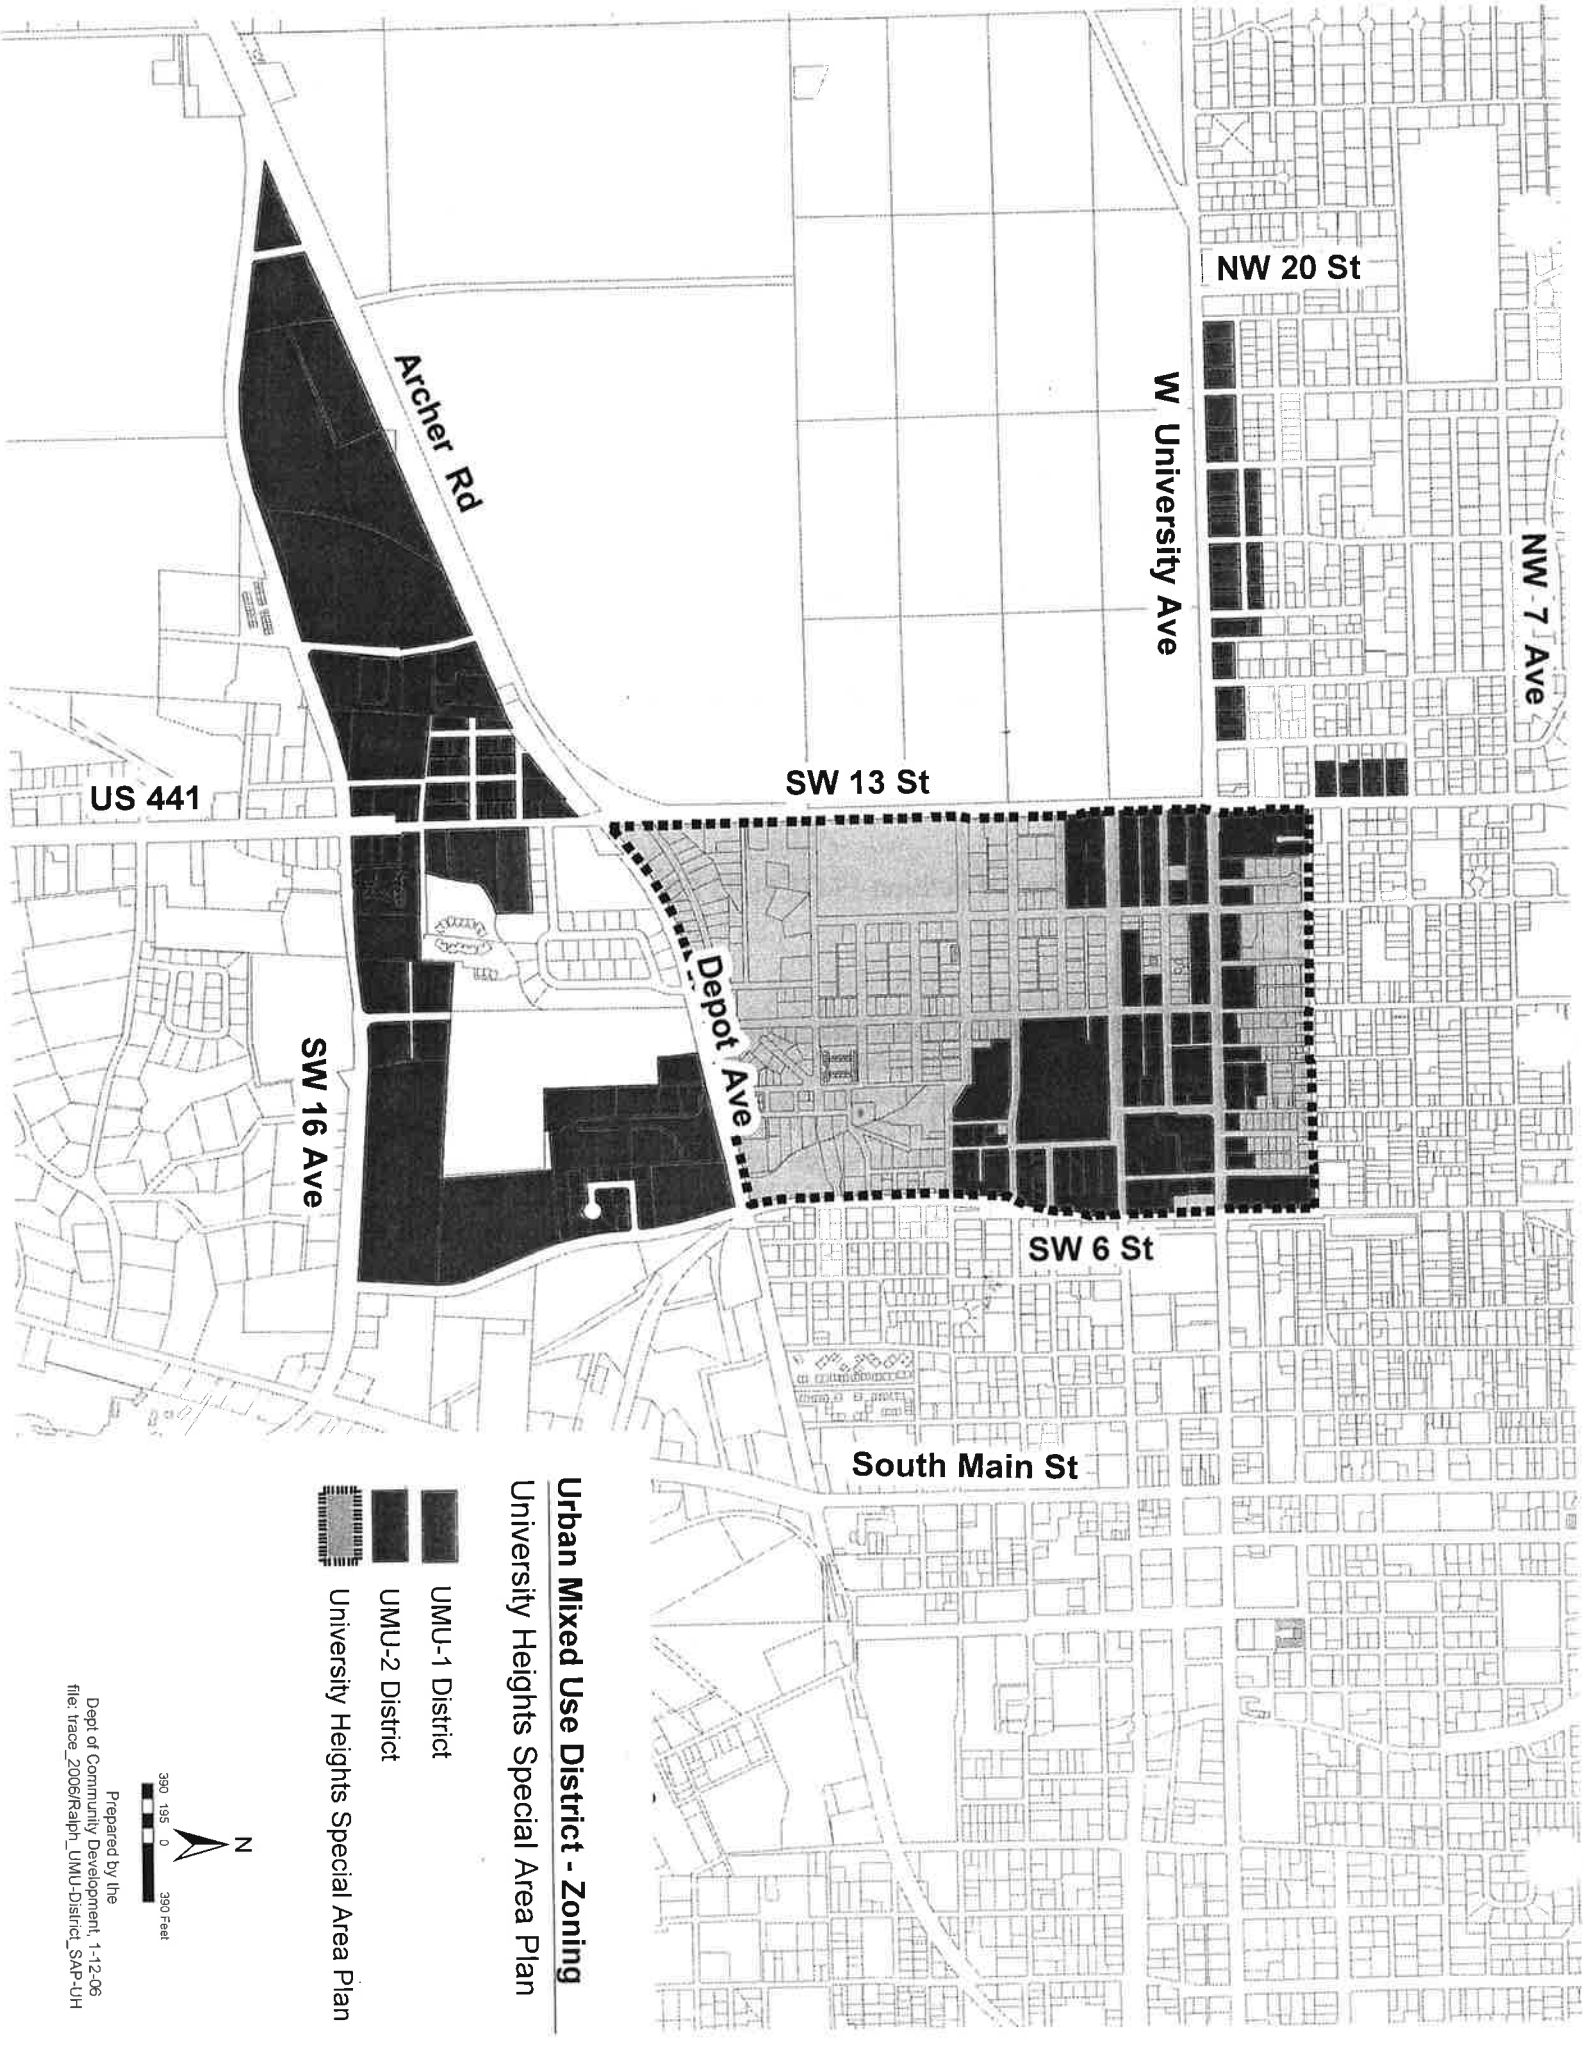 NW 20 St
NW 7 Ave
W University Ave
Archer Rd
SW 13 St
US 441
Depot Ave
SW 16 Ave
SW 6 St
South Main St
Urban Mixed Use District - Zoning
University Heights Special Area Plan
UMU-1 District
UMU-2 District
University Heights Special Area Plan
N
390 195 0 390 Feet
Prepared by the
Dept of Community Development, 1-12-06
file: trace_2006/Ralph_UMU-District_SAP-UH